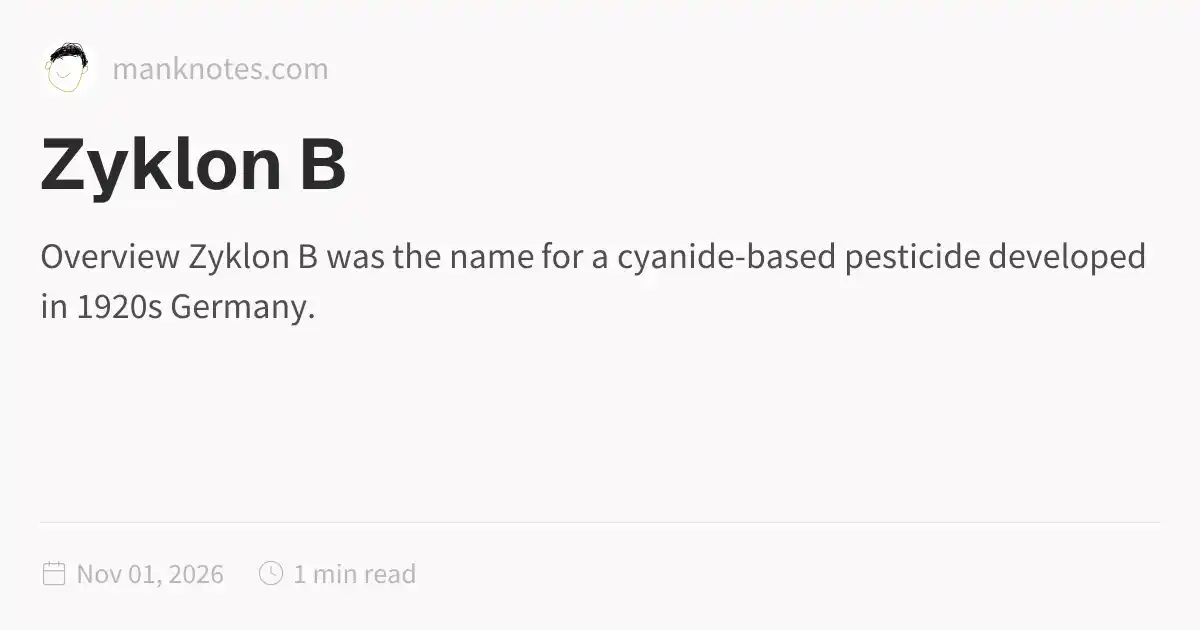 manknotes.com
Zyklon B
Overview Zyklon B was the name for a cyanide-based pesticide developed
in 1920s Germany.
Nov 01, 2026 1 min read